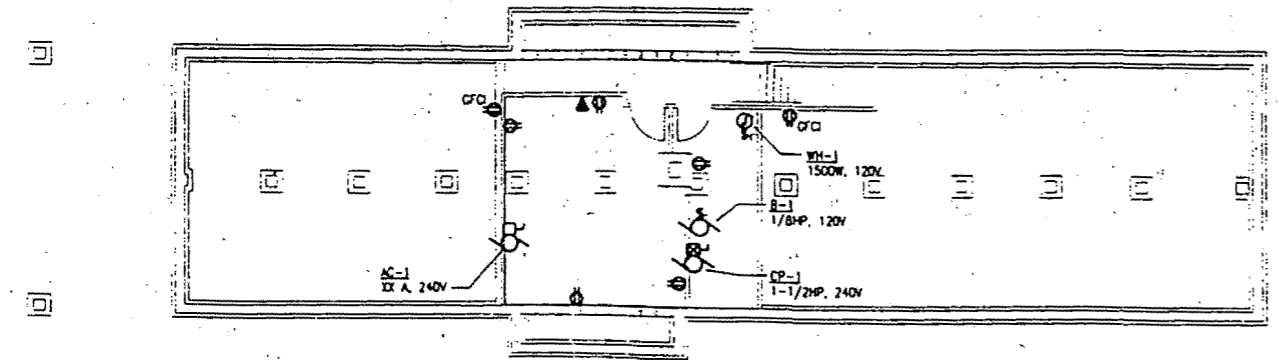 GFCI
GFCI
WH-1
1500W, 120V
B-1
1/8HP, 120V
AC-1
XX A, 240V
CP-1
1-1/2HP, 240V